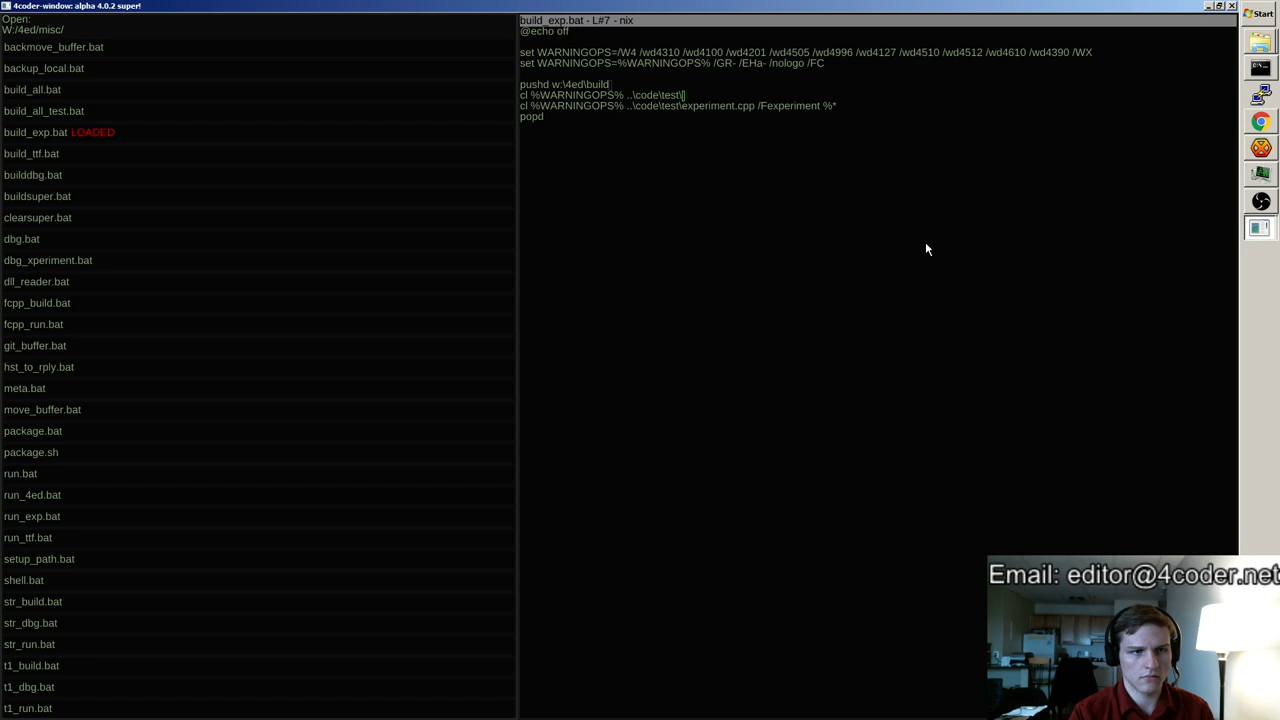 4coder-window: alpha 4.0.2 super!
Open:
W:/4ed/misc/
backmove_buffer.bat
backup_local.bat
build_all.bat
build_all_test.bat
build_exp.bat LOADED
build_ttf.bat
builddbg.bat
buildsuper.bat
clearsuper.bat
dbg.bat
dbg_xperiment.bat
dll_reader.bat
fcpp_build.bat
fcpp_run.bat
git_buffer.bat
hst_to_rply.bat
meta.bat
move_buffer.bat
package.bat
package.sh
run.bat
run_4ed.bat
run_exp.bat
run_ttf.bat
setup_path.bat
shell.bat
str_build.bat
str_dbg.bat
str_run.bat
t1_build.bat
t1_dbg.bat
t1_run.bat
build_exp.bat - L#7 - nix
@echo off
set WARNINGOPS=/W4 /wd4310 /wd4100 /wd4201 /wd4505 /wd4996 /wd4127 /wd4510 /wd4512 /wd4610 /wd4390 /WX
set WARNINGOPS=%WARNINGOPS% /GR- /EHa- /nologo /FC
pushd w:\4ed\build
cl %WARNINGOPS% ..\code\test\
cl %WARNINGOPS% ..\code\test\experiment.cpp /Fexperiment %*
popd
Start
Email: editor@4coder.net